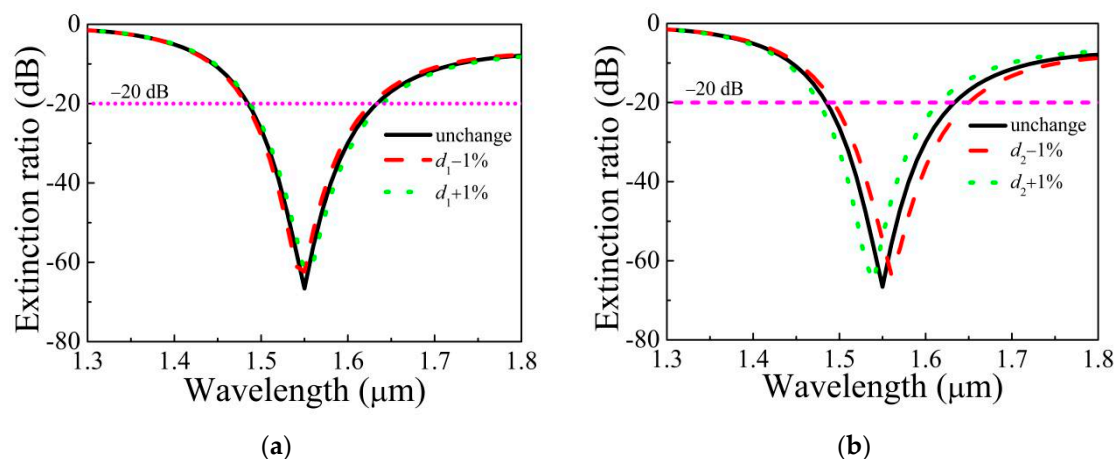 Extinction ratio (dB)
0
-20
-40
-60
-80
−20 dB
unchange
d₁−1%
d₁+1%
1.3 1.4 1.5 1.6 1.7 1.8
Wavelength (μm)
(a)
Extinction ratio (dB)
0
-20
-40
-60
-80
−20 dB
unchange
d₂−1%
d₂+1%
1.3 1.4 1.5 1.6 1.7 1.8
Wavelength (μm)
(b)